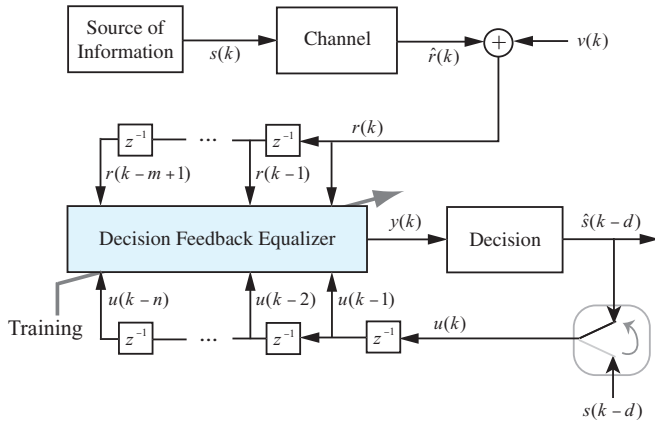 Source of
Information
s(k)
Channel
r̂(k)
+
v(k)
z⁻¹
...
z⁻¹
r(k)
r(k − m + 1)
r(k − 1)
Decision Feedback Equalizer
y(k)
Decision
ŝ(k − d)
u(k − n)
u(k − 2)
u(k − 1)
Training
z⁻¹
...
z⁻¹
z⁻¹
u(k)
s(k − d)